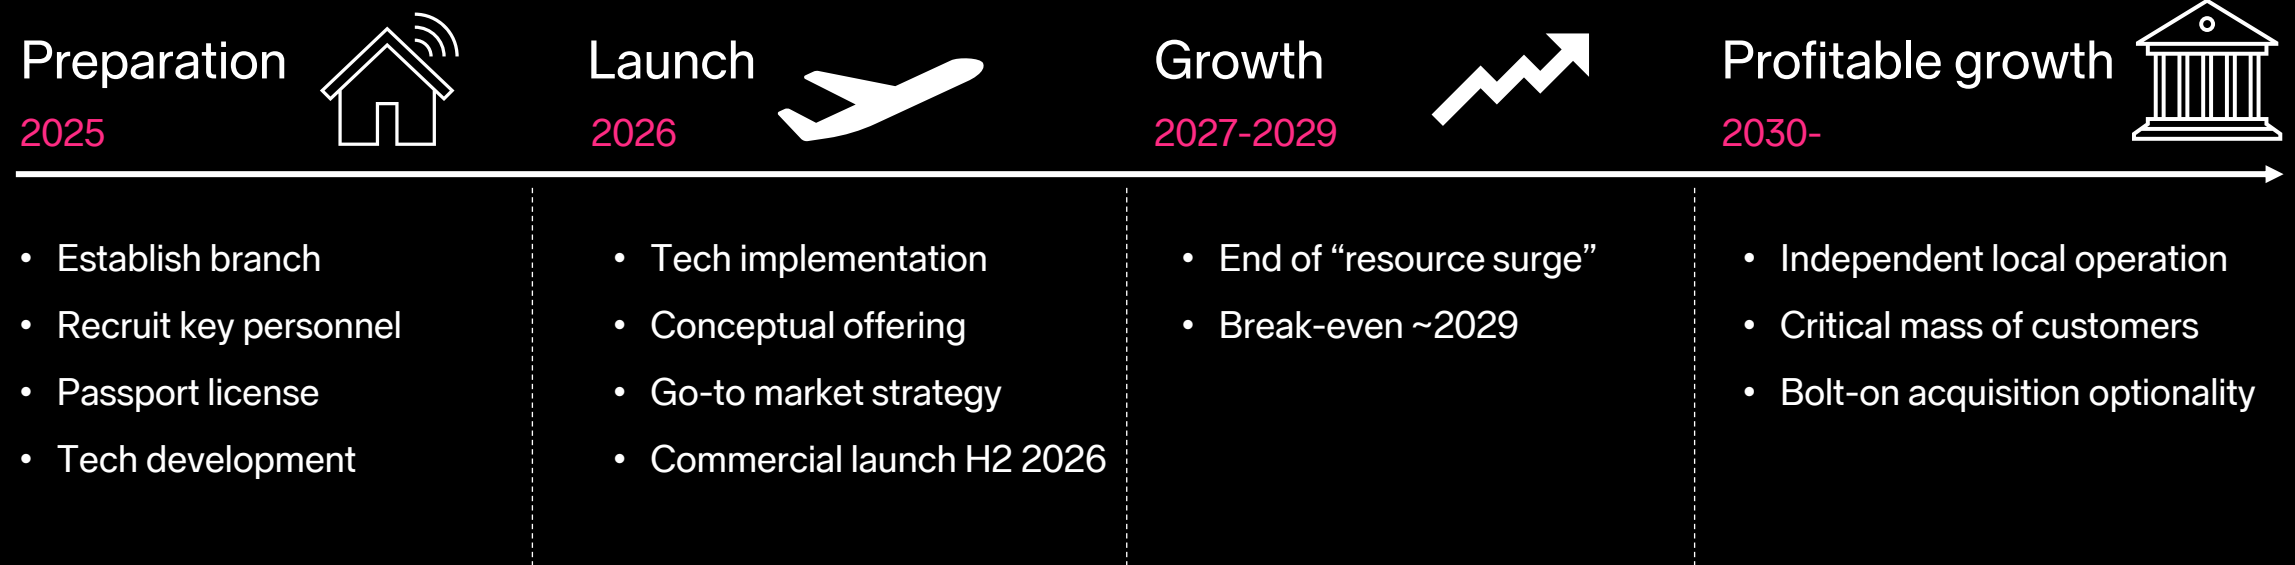 Preparation
2025
• Establish branch
• Recruit key personnel
• Passport license
• Tech development
Launch
2026
• Tech implementation
• Conceptual offering
• Go-to market strategy
• Commercial launch H2 2026
Growth
2027-2029
• End of “resource surge”
• Break-even ~2029
Profitable growth
2030-
• Independent local operation
• Critical mass of customers
• Bolt-on acquisition optionality